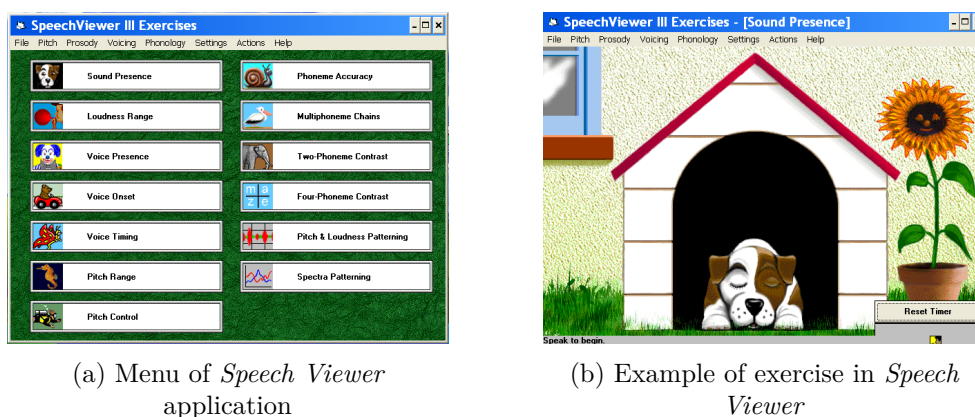 SpeechViewer III Exercises
File Pitch Prosody Voicing Phonology Settings Actions Help
Sound Presence
Loudness Range
Voice Presence
Voice Onset
Voice Timing
Pitch Range
Pitch Control
Phoneme Accuracy
Multiphoneme Chains
Two-Phoneme Contrast
m a
z e
Four-Phoneme Contrast
Pitch & Loudness Patterning
Spectra Patterning
(a) Menu of Speech Viewer
application
SpeechViewer III Exercises - [Sound Presence]
File Pitch Prosody Voicing Phonology Settings Actions Help
Reset Timer
Speak to begin.
(b) Example of exercise in Speech
Viewer